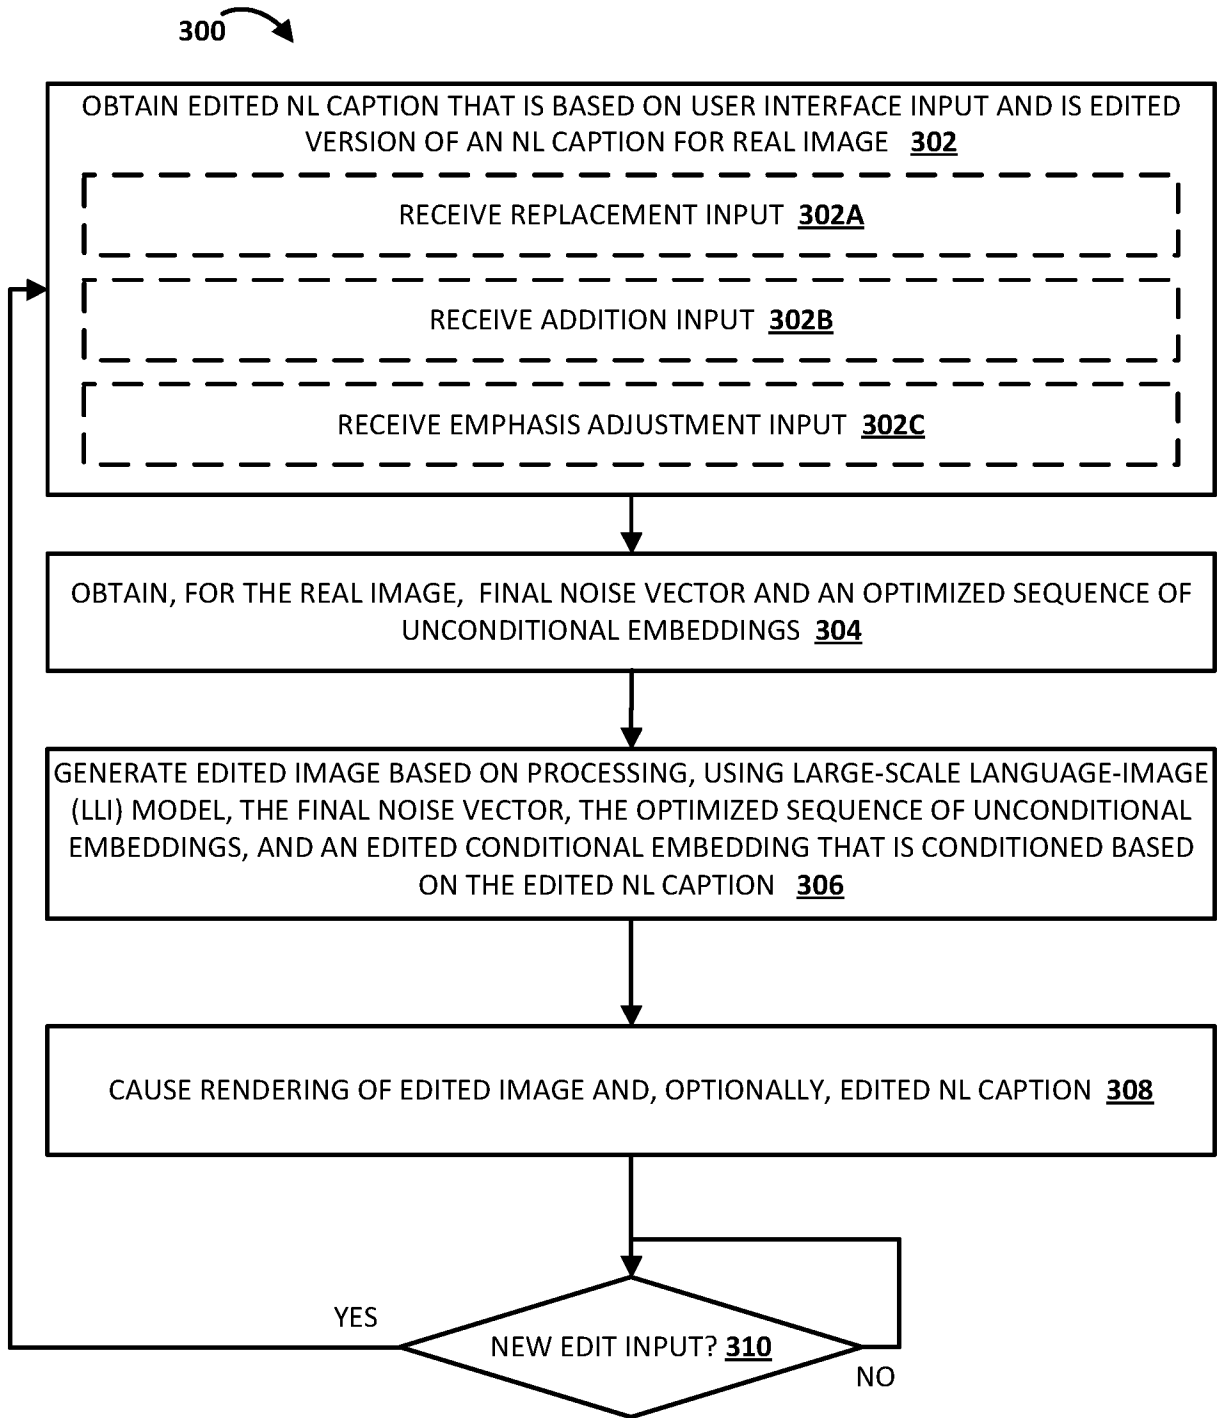 300
OBTAIN EDITED NL CAPTION THAT IS BASED ON USER INTERFACE INPUT AND IS EDITED
VERSION OF AN NL CAPTION FOR REAL IMAGE 302
RECEIVE REPLACEMENT INPUT 302A
RECEIVE ADDITION INPUT 302B
RECEIVE EMPHASIS ADJUSTMENT INPUT 302C
OBTAIN, FOR THE REAL IMAGE, FINAL NOISE VECTOR AND AN OPTIMIZED SEQUENCE OF
UNCONDITIONAL EMBEDDINGS 304
GENERATE EDITED IMAGE BASED ON PROCESSING, USING LARGE-SCALE LANGUAGE-IMAGE
(LLI) MODEL, THE FINAL NOISE VECTOR, THE OPTIMIZED SEQUENCE OF UNCONDITIONAL
EMBEDDINGS, AND AN EDITED CONDITIONAL EMBEDDING THAT IS CONDITIONED BASED
ON THE EDITED NL CAPTION 306
CAUSE RENDERING OF EDITED IMAGE AND, OPTIONALLY, EDITED NL CAPTION 308
YES
NEW EDIT INPUT? 310
NO